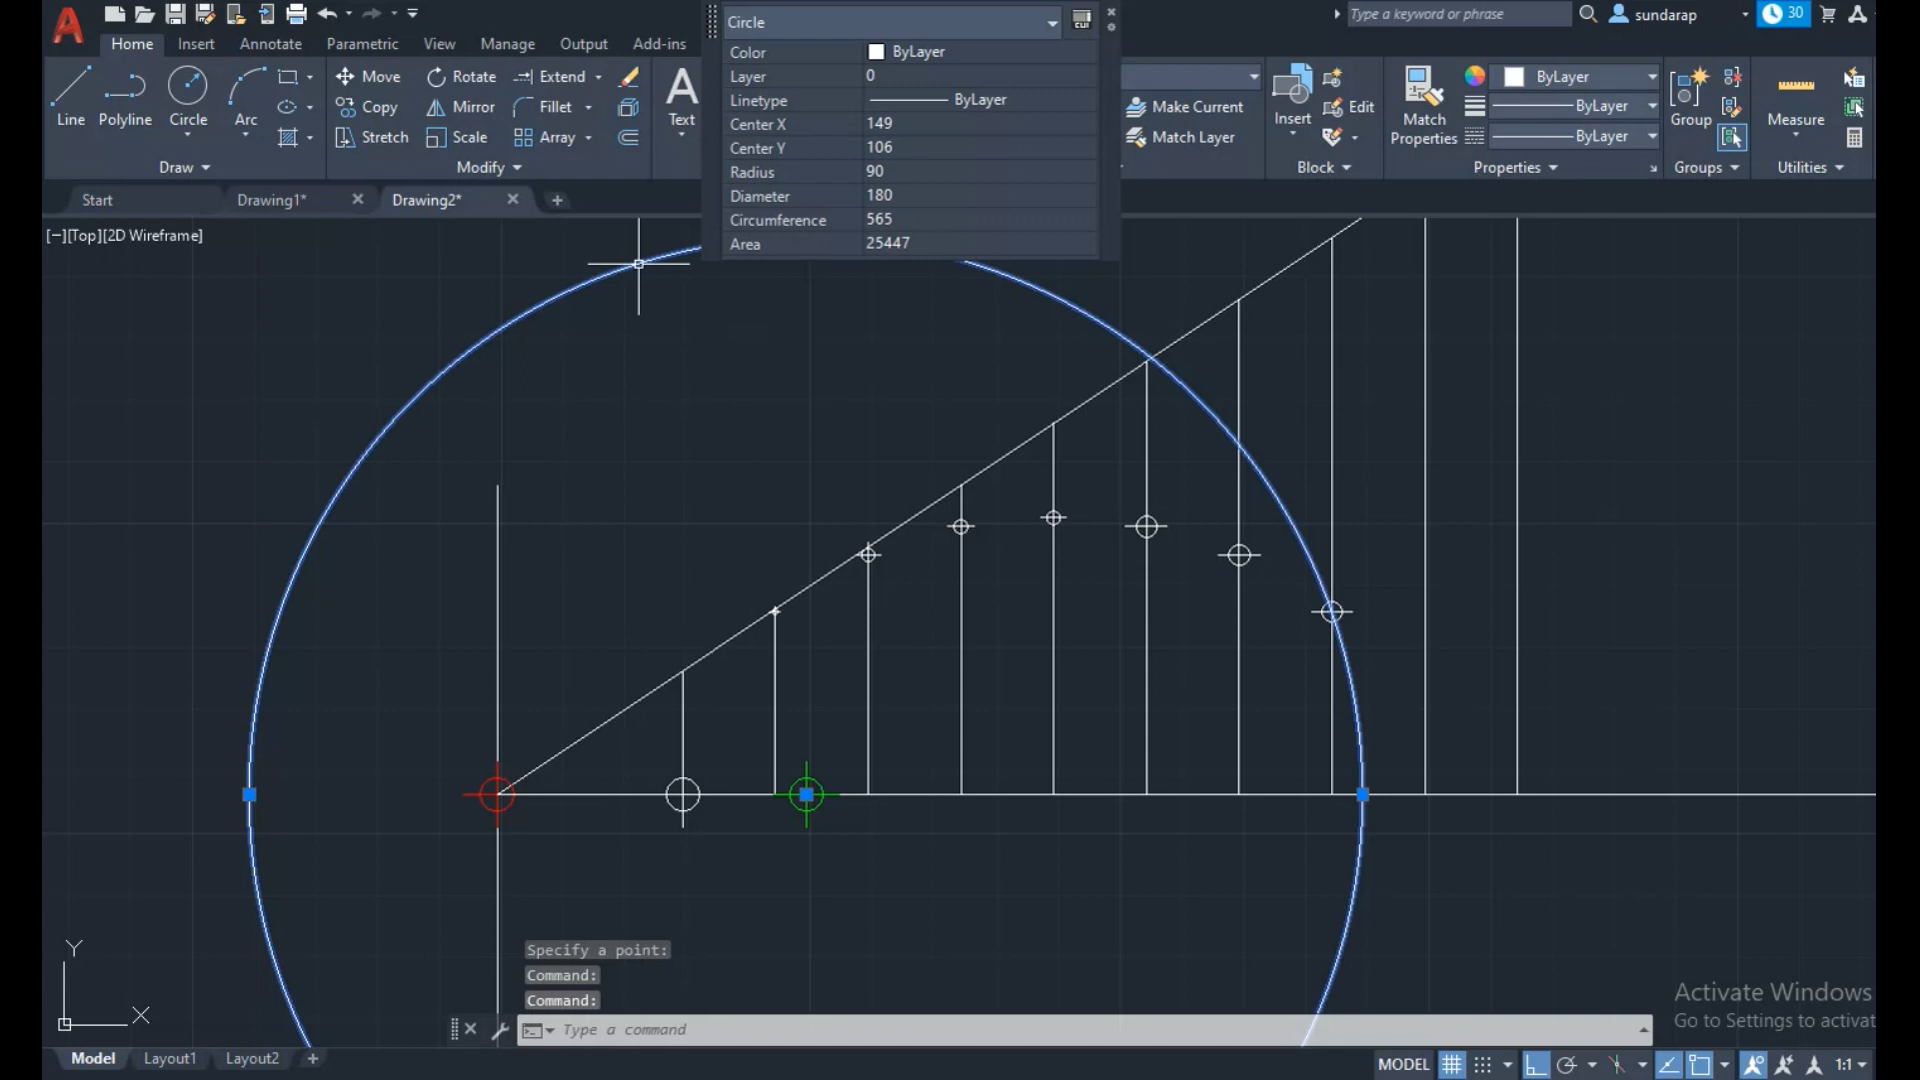 Circle
Type a keyword or phrase
sundarap
30
Home Insert Annotate Parametric View Manage Output Add-ins
Color ByLayer
Layer 0
Linetype ByLayer
Center X 149
Center Y 106
Radius 90
Diameter 180
Circumference 565
Area 25447
Line Polyline Circle Arc
Move Rotate Extend
Copy Mirror Fillet
Stretch Scale Array
A
Text
Make Current
Match Layer
Insert
Edit
Match
Properties
ByLayer
ByLayer
ByLayer
Group
Measure
Draw Modify Block Properties Groups Utilities
Start Drawing1* Drawing2*
[−][Top][2D Wireframe]
Y
X
Specify a point:
Command:
Command:
Type a command
Activate Windows
Go to Settings to activat
Model Layout1 Layout2 +
MODEL 1:1